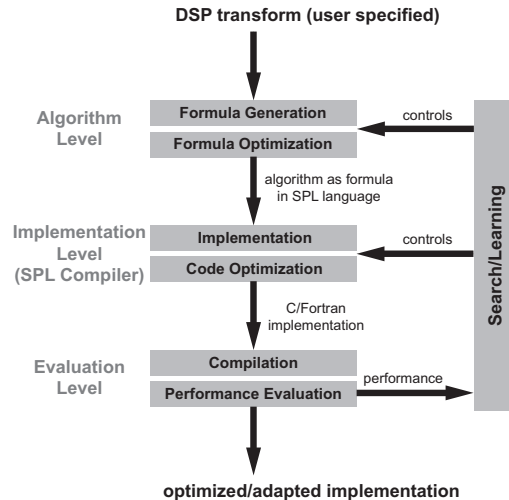 DSP transform (user specified)
Algorithm
Level
Formula Generation
Formula Optimization
controls
algorithm as formula
in SPL language
Implementation
Level
(SPL Compiler)
Implementation
Code Optimization
controls
Search/Learning
C/Fortran
implementation
Evaluation
Level
Compilation
Performance Evaluation
performance
optimized/adapted implementation